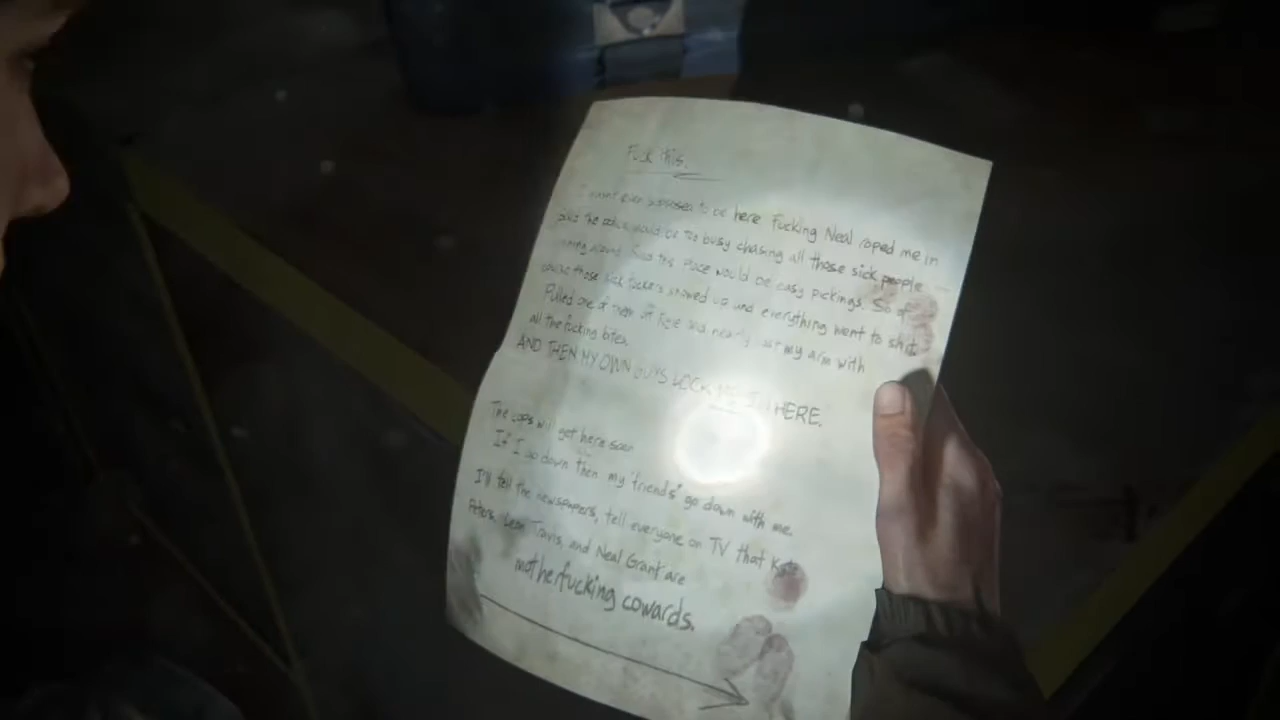 Fuck this.
I wasn't even supposed to be here Fucking Neal roped me in
said the police would be too busy chasing all those sick people
running around. Said this place would be easy pickings. So of
course those sick fuckers showed up and everything went to shit.
Pulled one of them off Kate and nearly lost my arm with
all the fucking bites.
AND THEN MY OWN GUYS LOCK ME IN HERE.
The cops will get here soon
If I go down then my "friends" go down with me.
I'll tell the newspapers, tell everyone on TV that Kate
Peters, Leon Travis, and Neal Grant are
motherfucking cowards.